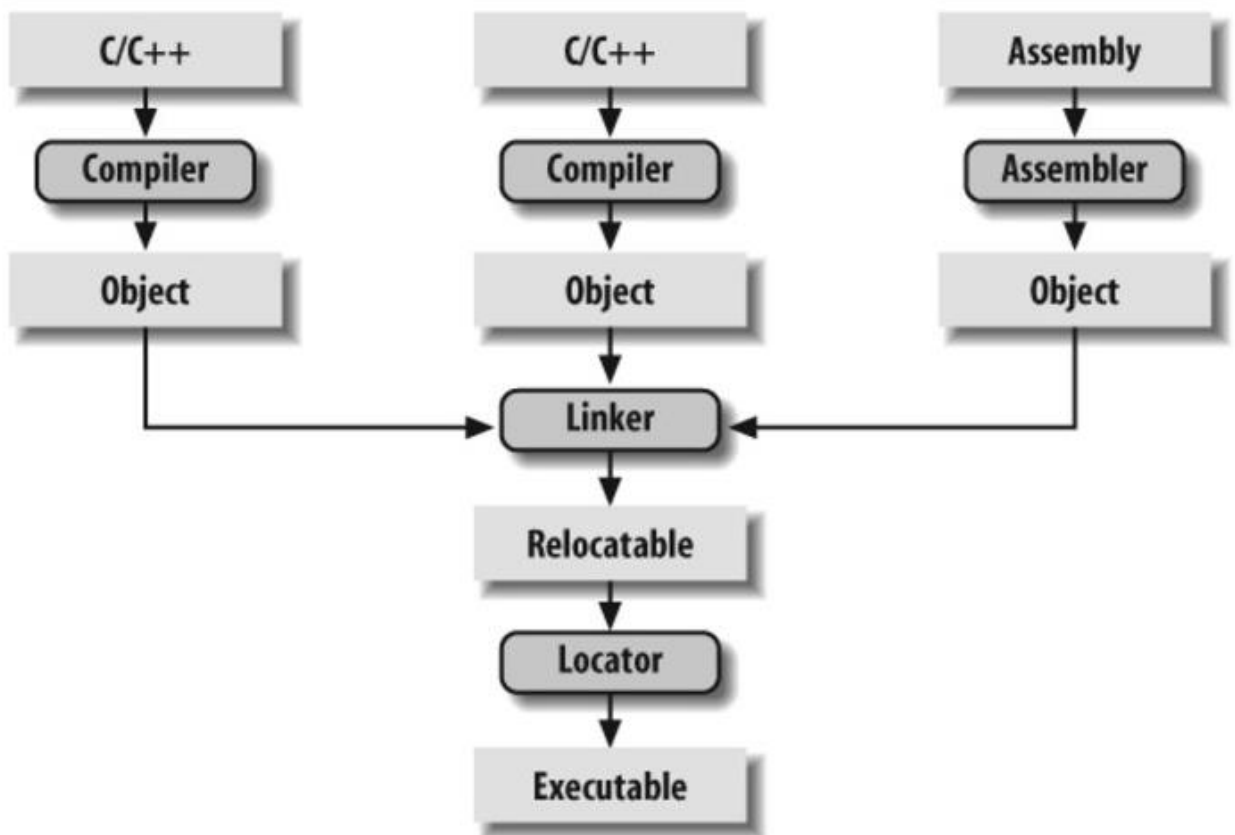 C/C++
C/C++
Assembly
Compiler
Compiler
Assembler
Object
Object
Object
Linker
Relocatable
Locator
Executable